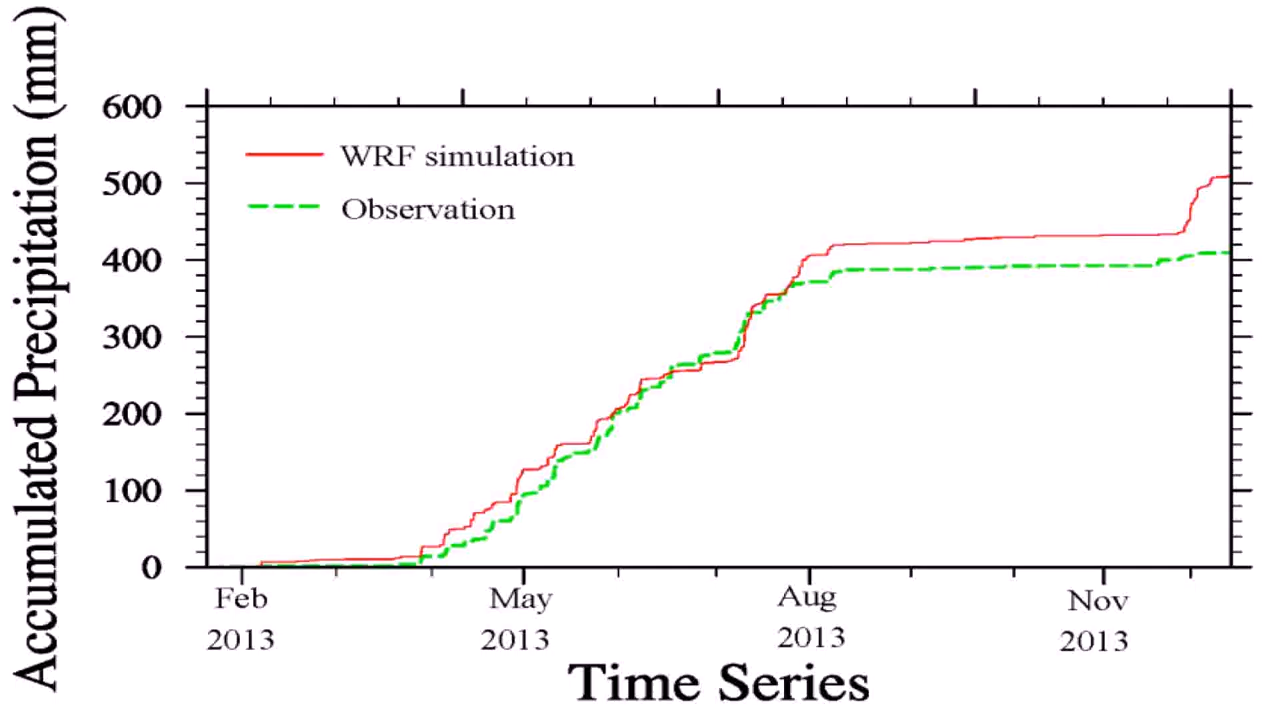 Accumulated Precipitation (mm)
600
500
400
300
200
100
0
WRF simulation
Observation
Feb
2013
May
2013
Aug
2013
Nov
2013
Time Series